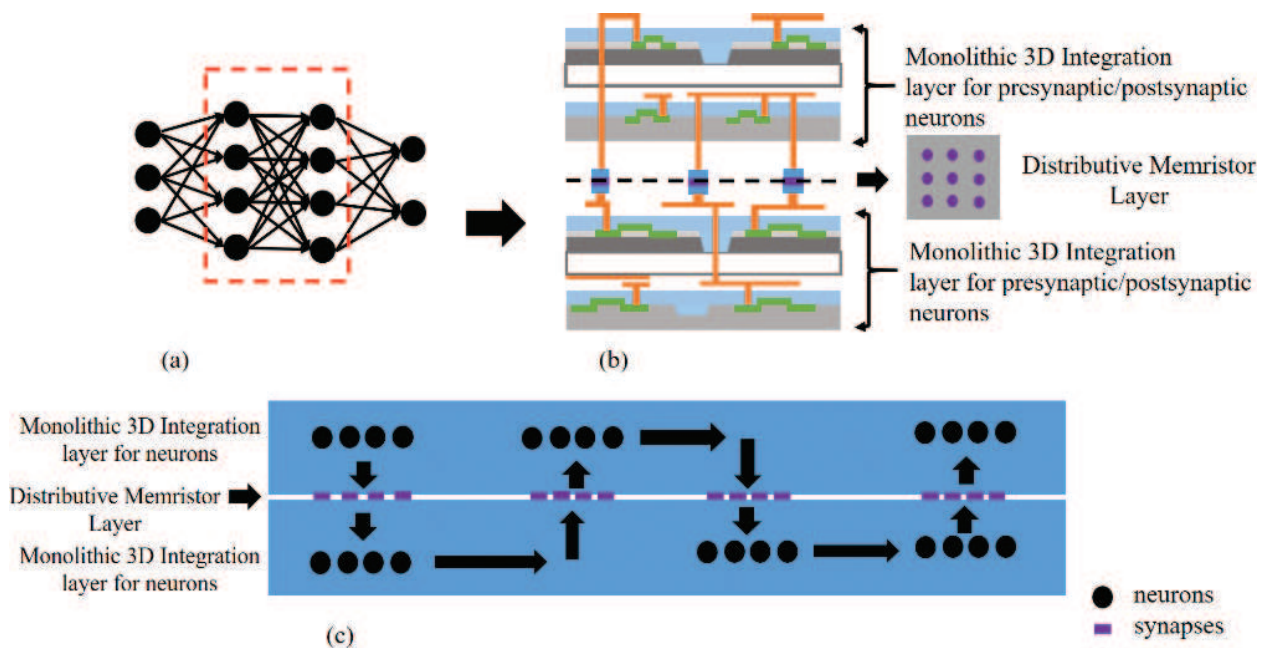 Monolithic 3D Integration
layer for presynaptic/postsynaptic
neurons
Distributive Memristor
Layer
Monolithic 3D Integration
layer for presynaptic/postsynaptic
neurons
(a)
(b)
Monolithic 3D Integration
layer for neurons
Distributive Memristor
Layer
Monolithic 3D Integration
layer for neurons
neurons
synapses
(c)